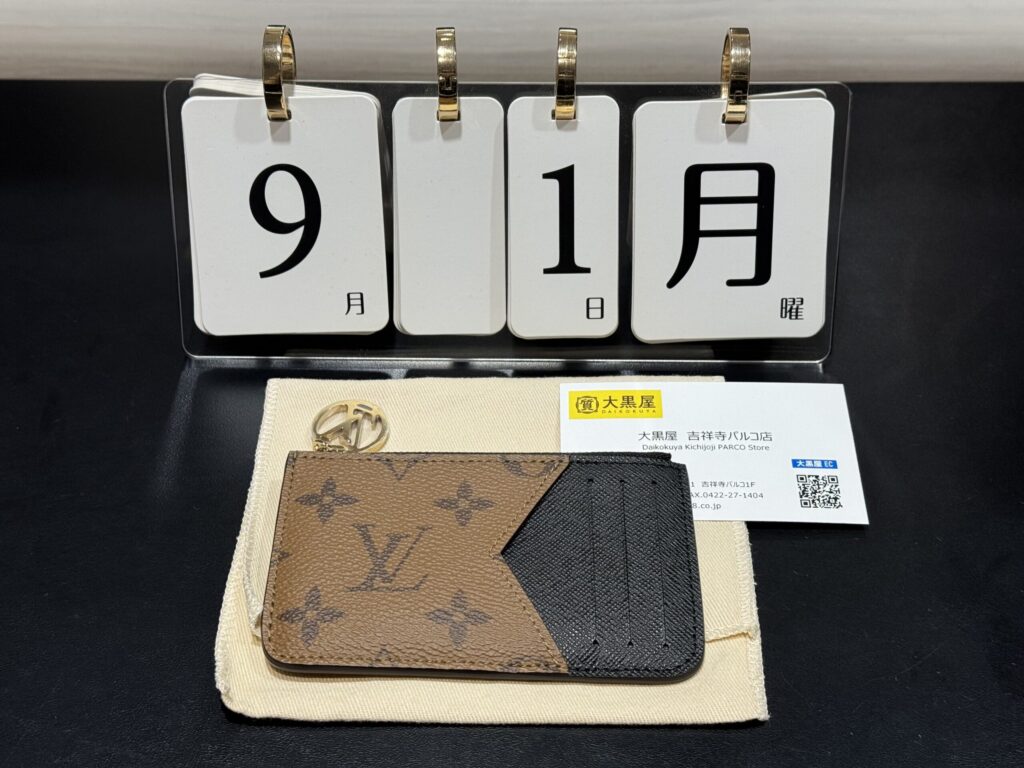 9
月
1
日
月
曜
質 大黒屋
DAIKOKUYA
大黒屋 吉祥寺パルコ店
Daikokuya Kichijoji PARCO Store
大黒屋 EC
1 吉祥寺パルコ1F
AX.0422-27-1404
8.co.jp
LV